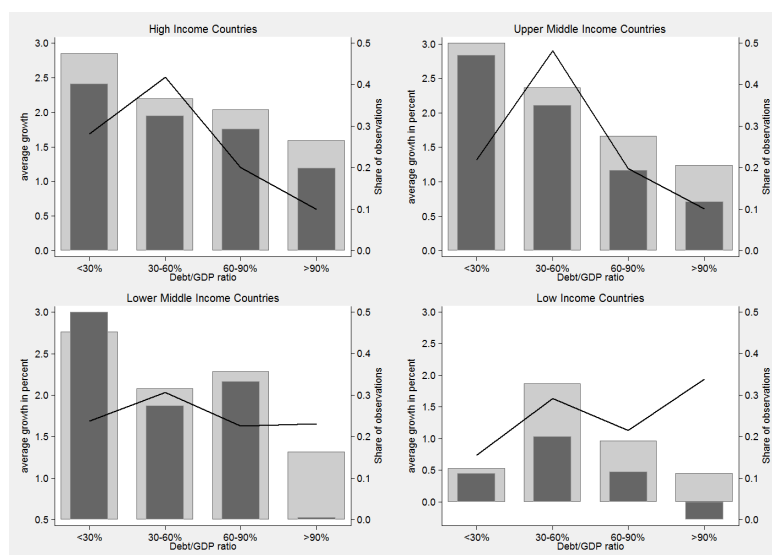 High Income Countries
average growth
3.0
2.5
2.0
1.5
1.0
0.5
0.0
0.5
0.4
0.3
0.2
0.1
0.0
Share of observations
<30% 30-60% 60-90% >90%
Debt/GDP ratio
Upper Middle Income Countries
average growth in percent
3.0
2.5
2.0
1.5
1.0
0.5
0.0
0.5
0.4
0.3
0.2
0.1
0.0
Share of observations
<30% 30-60% 60-90% >90%
Debt/GDP ratio
Lower Middle Income Countries
average growth in percent
3.0
2.5
2.0
1.5
1.0
0.5
0.5
0.4
0.3
0.2
0.1
0.0
Share of observations
<30% 30-60% 60-90% >90%
Debt/GDP ratio
Low Income Countries
average growth in percent
3.0
2.5
2.0
1.5
1.0
0.5
0.0
0.5
0.4
0.3
0.2
0.1
0.0
Share of observations
<30% 30-60% 60-90% >90%
Debt/GDP ratio